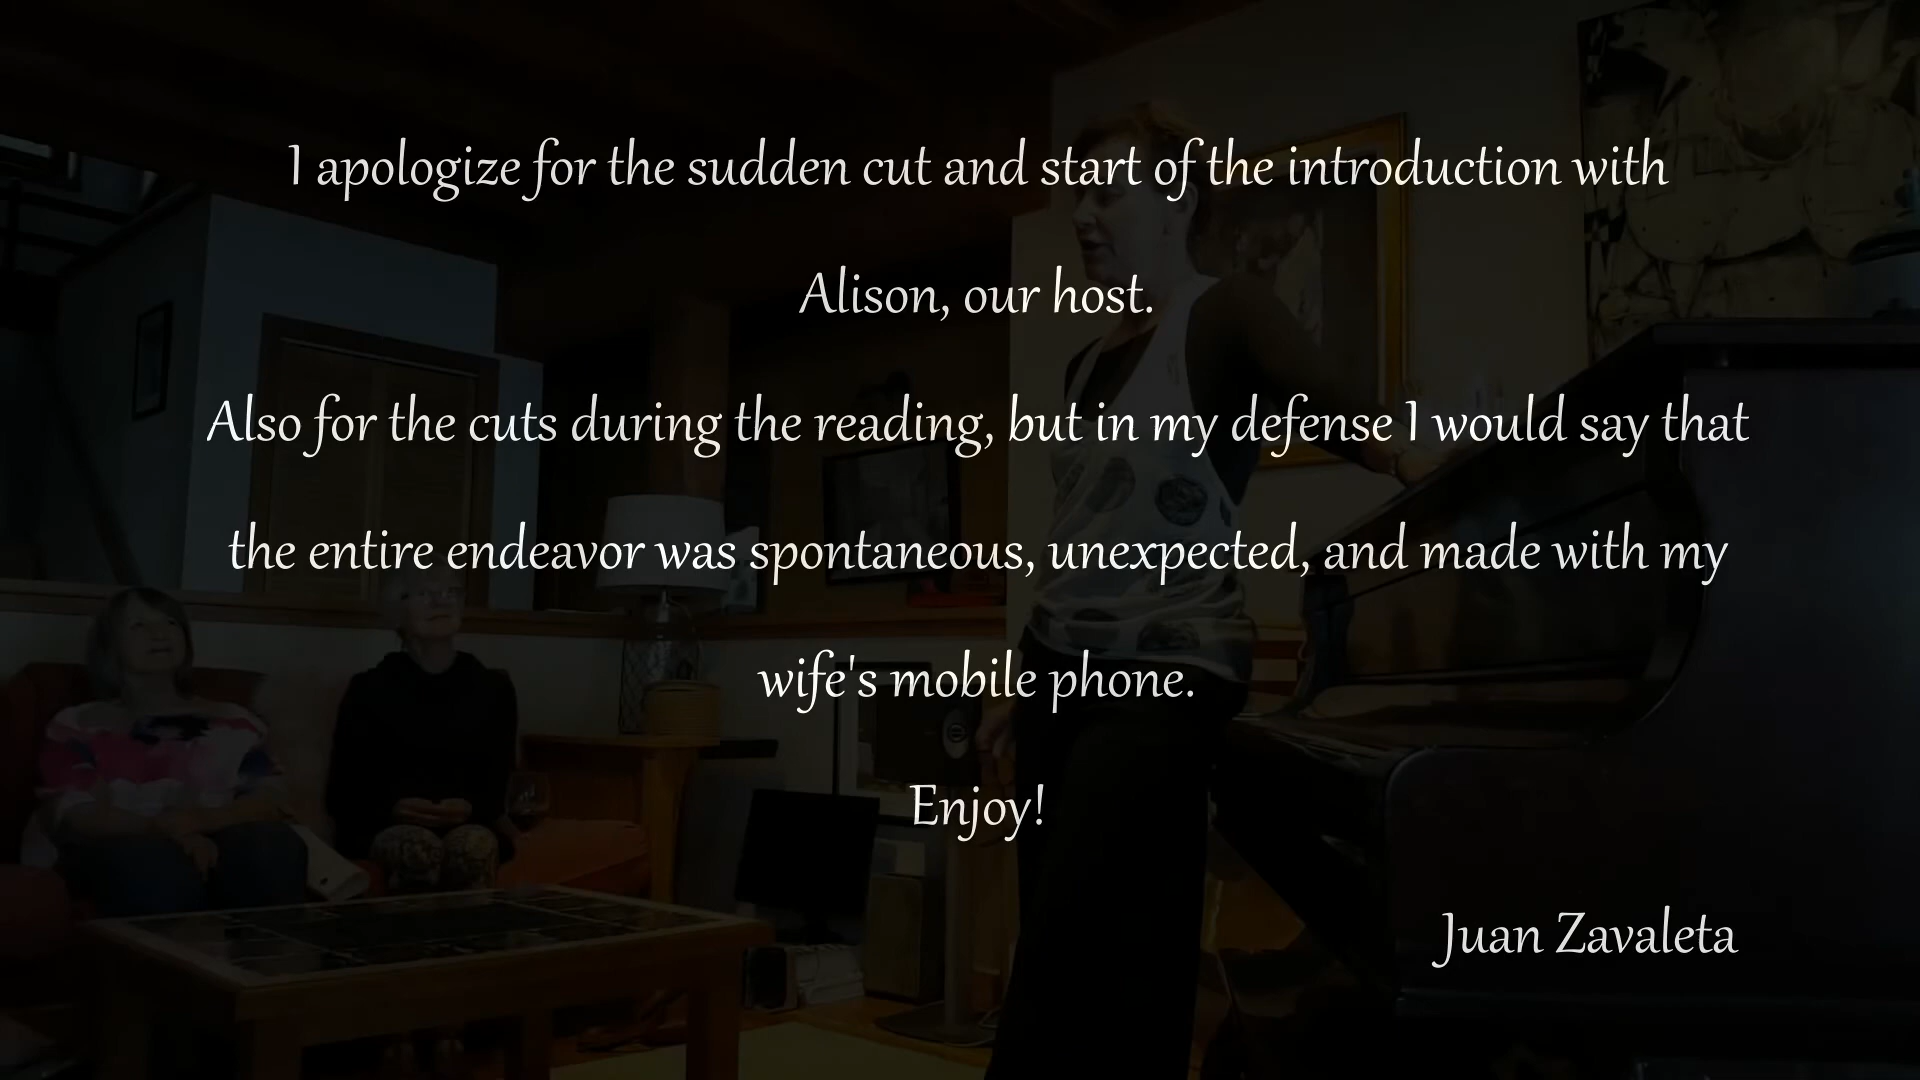 I apologize for the sudden cut and start of the introduction with
Alison, our host.
Also for the cuts during the reading, but in my defense I would say that
the entire endeavor was spontaneous, unexpected, and made with my
wife's mobile phone.
Enjoy!
Juan Zavaleta